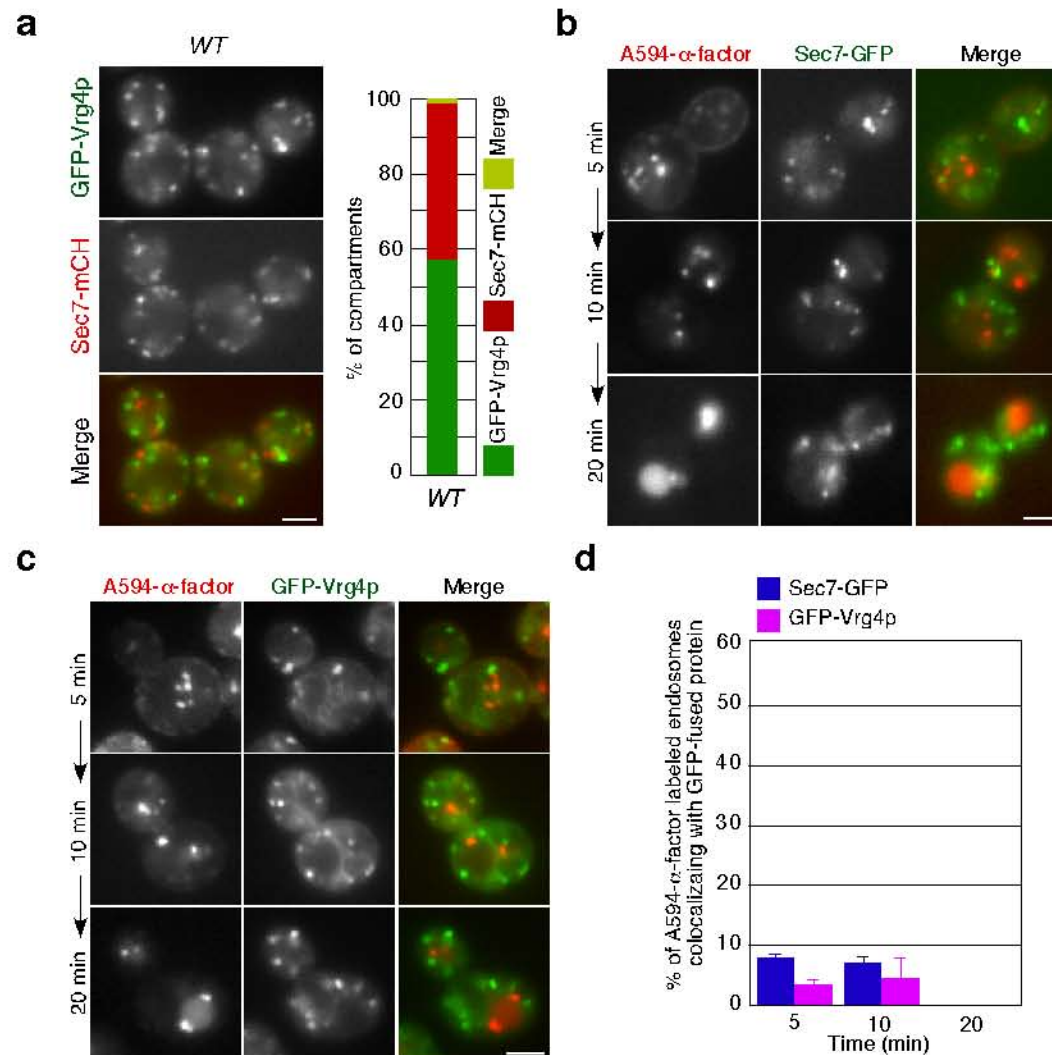 a
WT
GFP-Vrg4p
Sec7-mCH
Merge
% of compartments
100
80
60
40
20
0
WT
GFP-Vrg4p
Sec7-mCH
Merge
b
A594-α-factor
Sec7-GFP
Merge
5 min
10 min
20 min
c
A594-α-factor
GFP-Vrg4p
Merge
5 min
10 min
20 min
d
Sec7-GFP
GFP-Vrg4p
% of A594-α-factor labeled endosomes
colocalizaing with GFP-fused protein
60
50
40
30
20
10
0
5
10
20
Time (min)